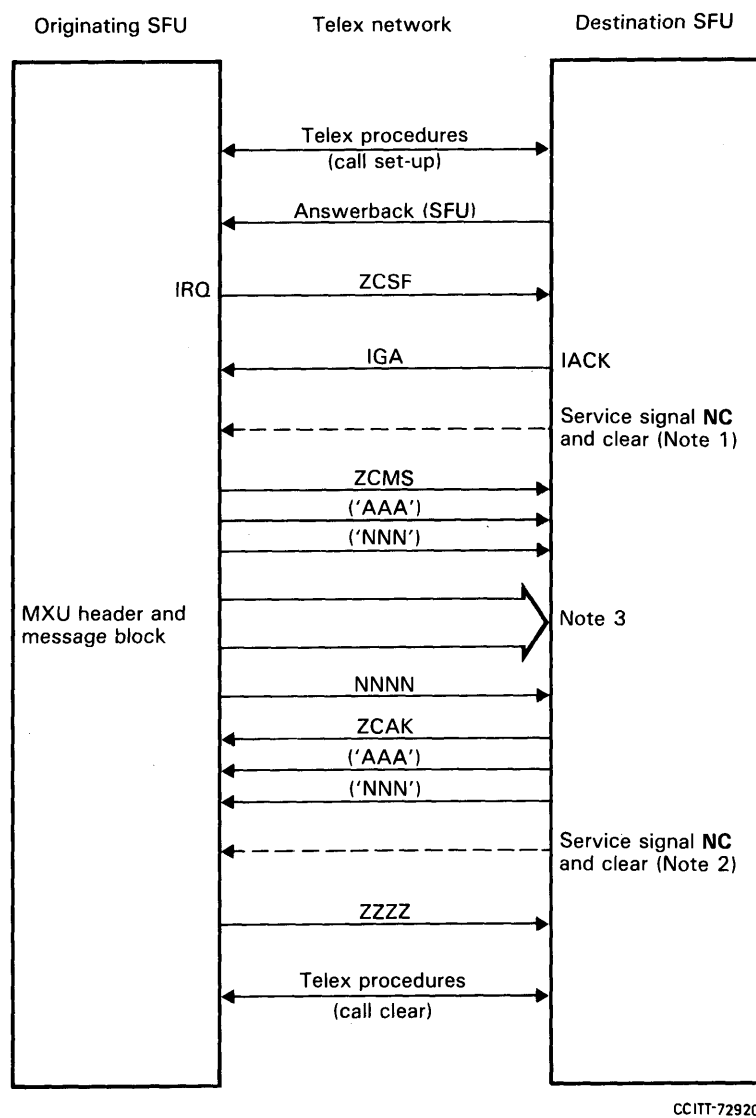 Originating SFU Telex network Destination SFU
Telex procedures
(call set-up)
Answerback (SFU)
IRQ ZCSF
IGA IACK
Service signal NC
and clear (Note 1)
ZCMS
('AAA')
('NNN')
MXU header and
message block
Note 3
NNNN
ZCAK
('AAA')
('NNN')
Service signal NC
and clear (Note 2)
ZZZZ
Telex procedures
(call clear)
CCITT-72920